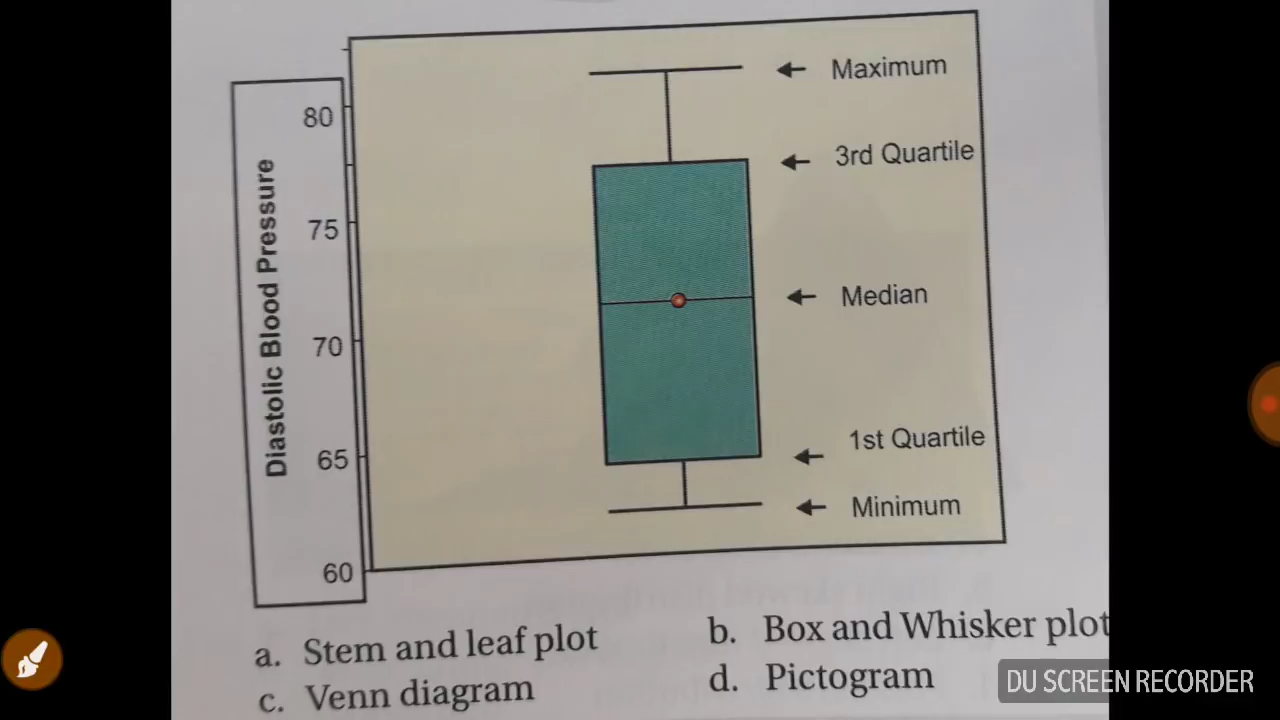 Maximum
80
3rd Quartile
75
Diastolic Blood Pressure
Median
70
1st Quartile
65
Minimum
60
a. Stem and leaf plot
b. Box and Whisker plot
c. Venn diagram
d. Pictogram
DU SCREEN RECORDER